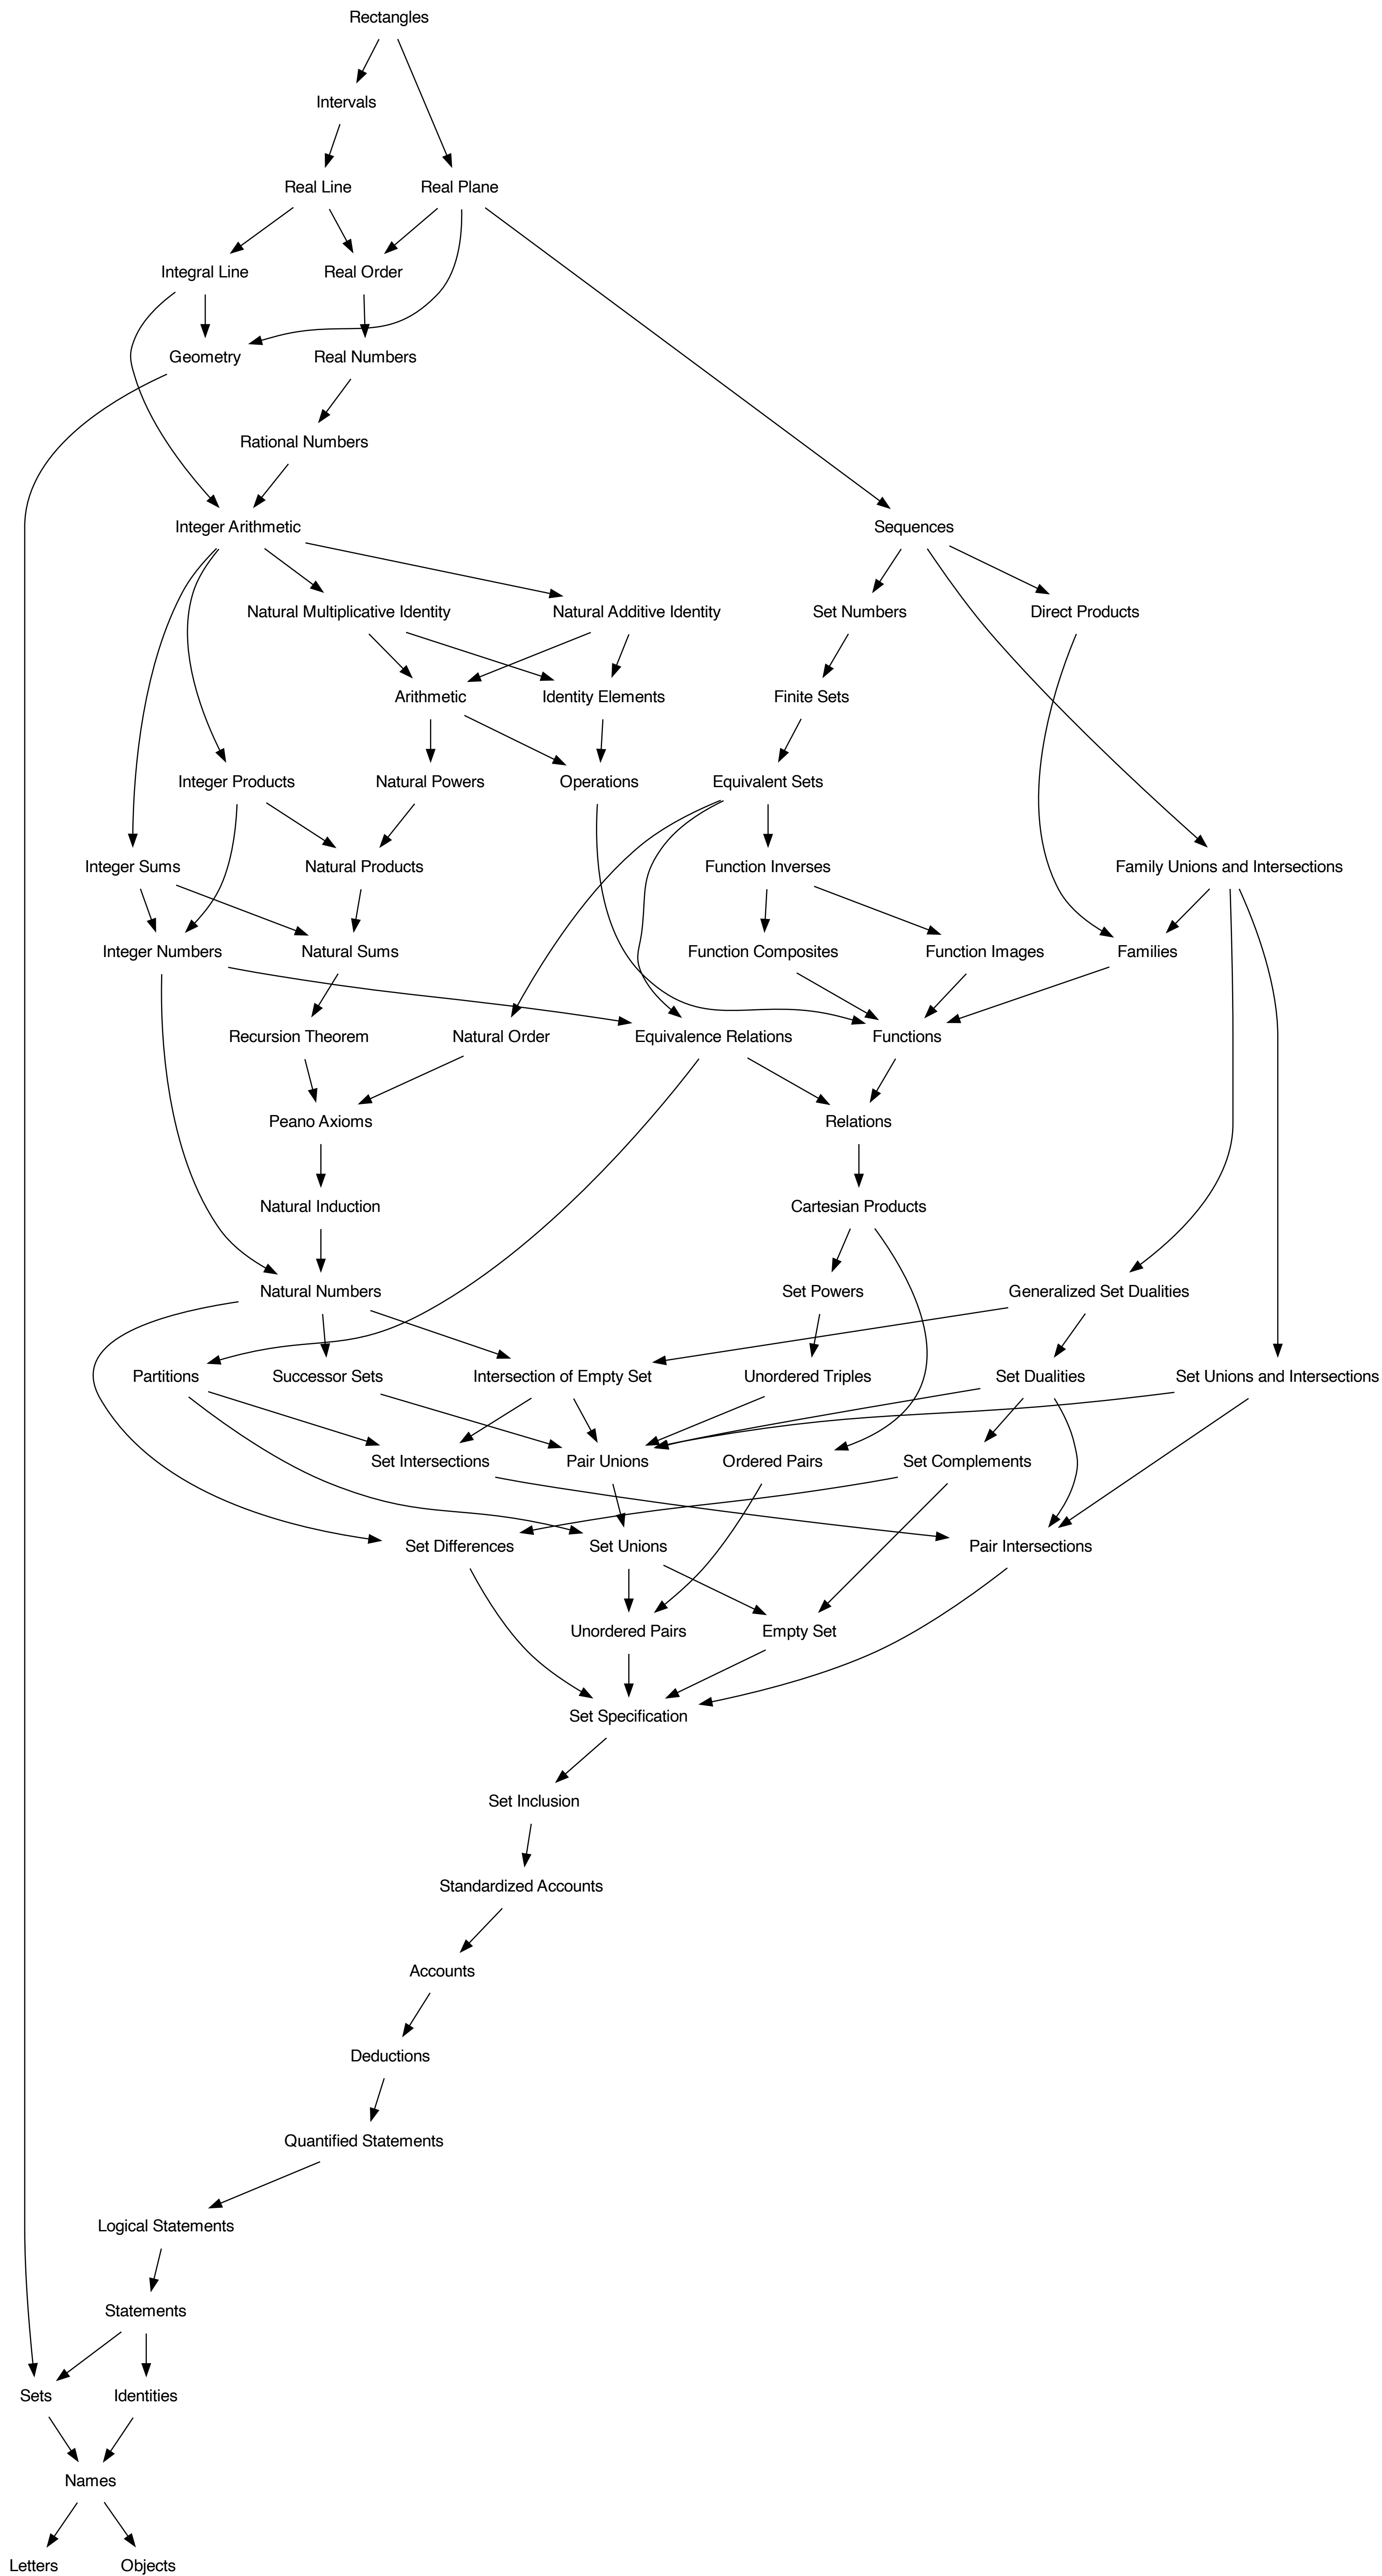 Rectangles
Intervals
Real Line
Real Plane
Integral Line
Real Order
Geometry
Real Numbers
Rational Numbers
Integer Arithmetic
Sequences
Natural Multiplicative Identity
Natural Additive Identity
Set Numbers
Direct Products
Arithmetic
Identity Elements
Finite Sets
Integer Products
Natural Powers
Operations
Equivalent Sets
Integer Sums
Natural Products
Function Inverses
Family Unions and Intersections
Integer Numbers
Natural Sums
Function Composites
Function Images
Families
Recursion Theorem
Natural Order
Equivalence Relations
Functions
Peano Axioms
Relations
Natural Induction
Cartesian Products
Natural Numbers
Set Powers
Generalized Set Dualities
Partitions
Successor Sets
Intersection of Empty Set
Unordered Triples
Set Dualities
Set Unions and Intersections
Set Intersections
Pair Unions
Ordered Pairs
Set Complements
Set Differences
Set Unions
Pair Intersections
Unordered Pairs
Empty Set
Set Specification
Set Inclusion
Standardized Accounts
Accounts
Deductions
Quantified Statements
Logical Statements
Statements
Sets
Identities
Names
Letters
Objects